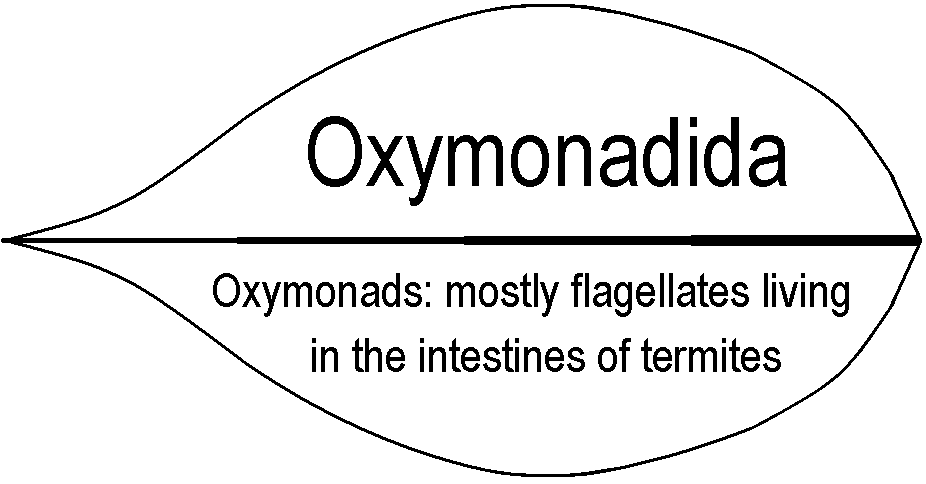 Oxymonadida
Oxymonads: mostly flagellates living
in the intestines of termites